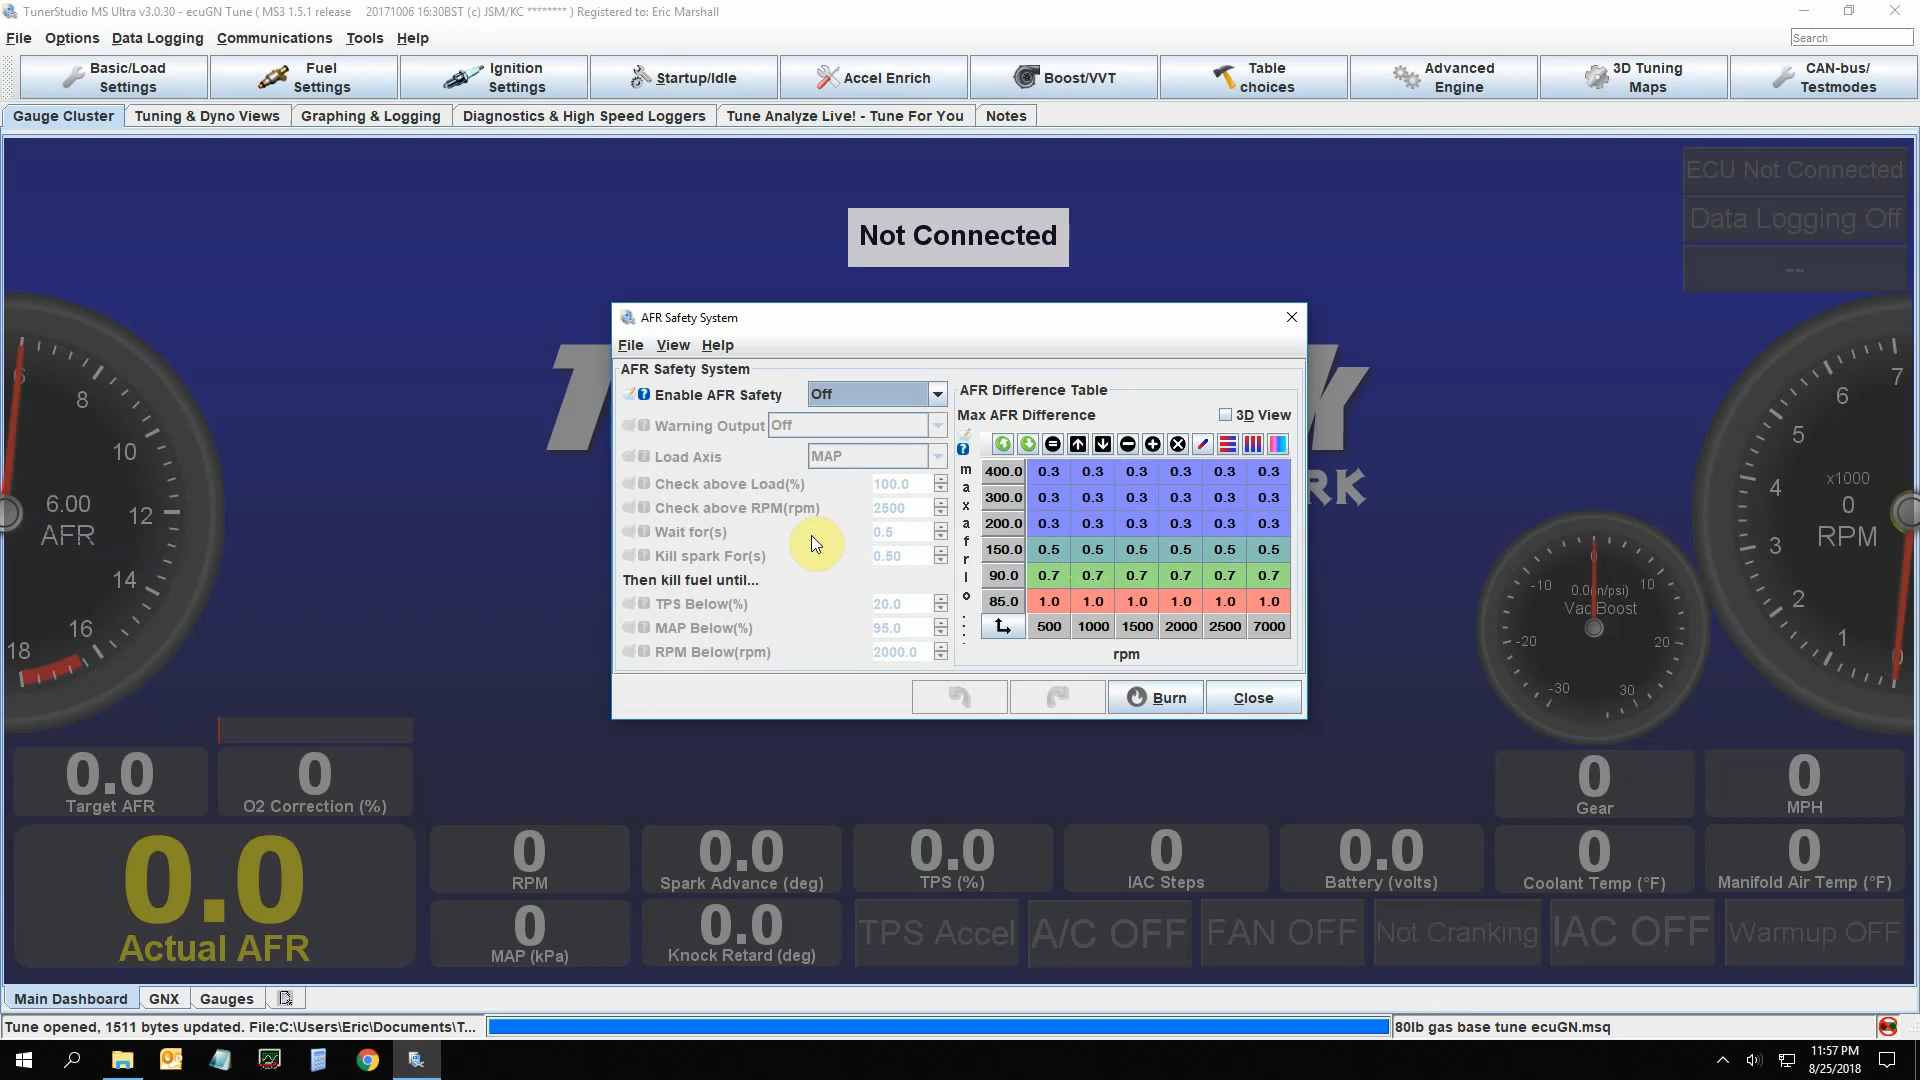 TunerStudio MS Ultra v3.0.30 - ecuGN Tune ( MS3 1.5.1 release    20171006 16:30BST (c) JSM/KC ******** ) Registered to: Eric Marshall
File Options Data Logging Communications Tools Help
Search
Basic/Load Settings
Fuel Settings
Ignition Settings
Startup/Idle
Accel Enrich
Boost/VVT
Table choices
Advanced Engine
3D Tuning Maps
CAN-bus/ Testmodes
Gauge Cluster
Tuning & Dyno Views
Graphing & Logging
Diagnostics & High Speed Loggers
Tune Analyze Live! - Tune For You
Notes
ECU Not Connected
Data Logging Off
--
Not Connected
AFR Safety System
File View Help
AFR Safety System
Enable AFR Safety Off
Warning Output Off
Load Axis MAP
Check above Load(%) 100.0
Check above RPM(rpm) 2500
Wait for(s) 0.5
Kill spark For(s) 0.50
Then kill fuel until...
TPS Below(%) 20.0
MAP Below(%) 95.0
RPM Below(rpm) 2000.0
AFR Difference Table
Max AFR Difference
3D View
maxafrlo...
400.0 0.3 0.3 0.3 0.3 0.3 0.3
300.0 0.3 0.3 0.3 0.3 0.3 0.3
200.0 0.3 0.3 0.3 0.3 0.3 0.3
150.0 0.5 0.5 0.5 0.5 0.5 0.5
90.0 0.7 0.7 0.7 0.7 0.7 0.7
85.0 1.0 1.0 1.0 1.0 1.0 1.0
500 1000 1500 2000 2500 7000
rpm
Burn
Close
RK
6 8 10 12 14 16 18
6.00
AFR
-30 -20 -10 0 10 20 30
0.0(in/psi)
Vac Boost
0 1 2 3 4 5 6 7
x1000
0
RPM
0.0
Target AFR
0
O2 Correction (%)
0
Gear
0
MPH
0.0
Actual AFR
0
RPM
0.0
Spark Advance (deg)
0.0
TPS (%)
0
IAC Steps
0.0
Battery (volts)
0
Coolant Temp (°F)
0
Manifold Air Temp (°F)
0
MAP (kPa)
0.0
Knock Retard (deg)
TPS Accel
A/C OFF
FAN OFF
Not Cranking
IAC OFF
Warmup OFF
Main Dashboard
GNX
Gauges
Tune opened, 1511 bytes updated. File:C:\Users\Eric\Documents\T...
80lb gas base tune ecuGN.msq
11:57 PM
8/25/2018